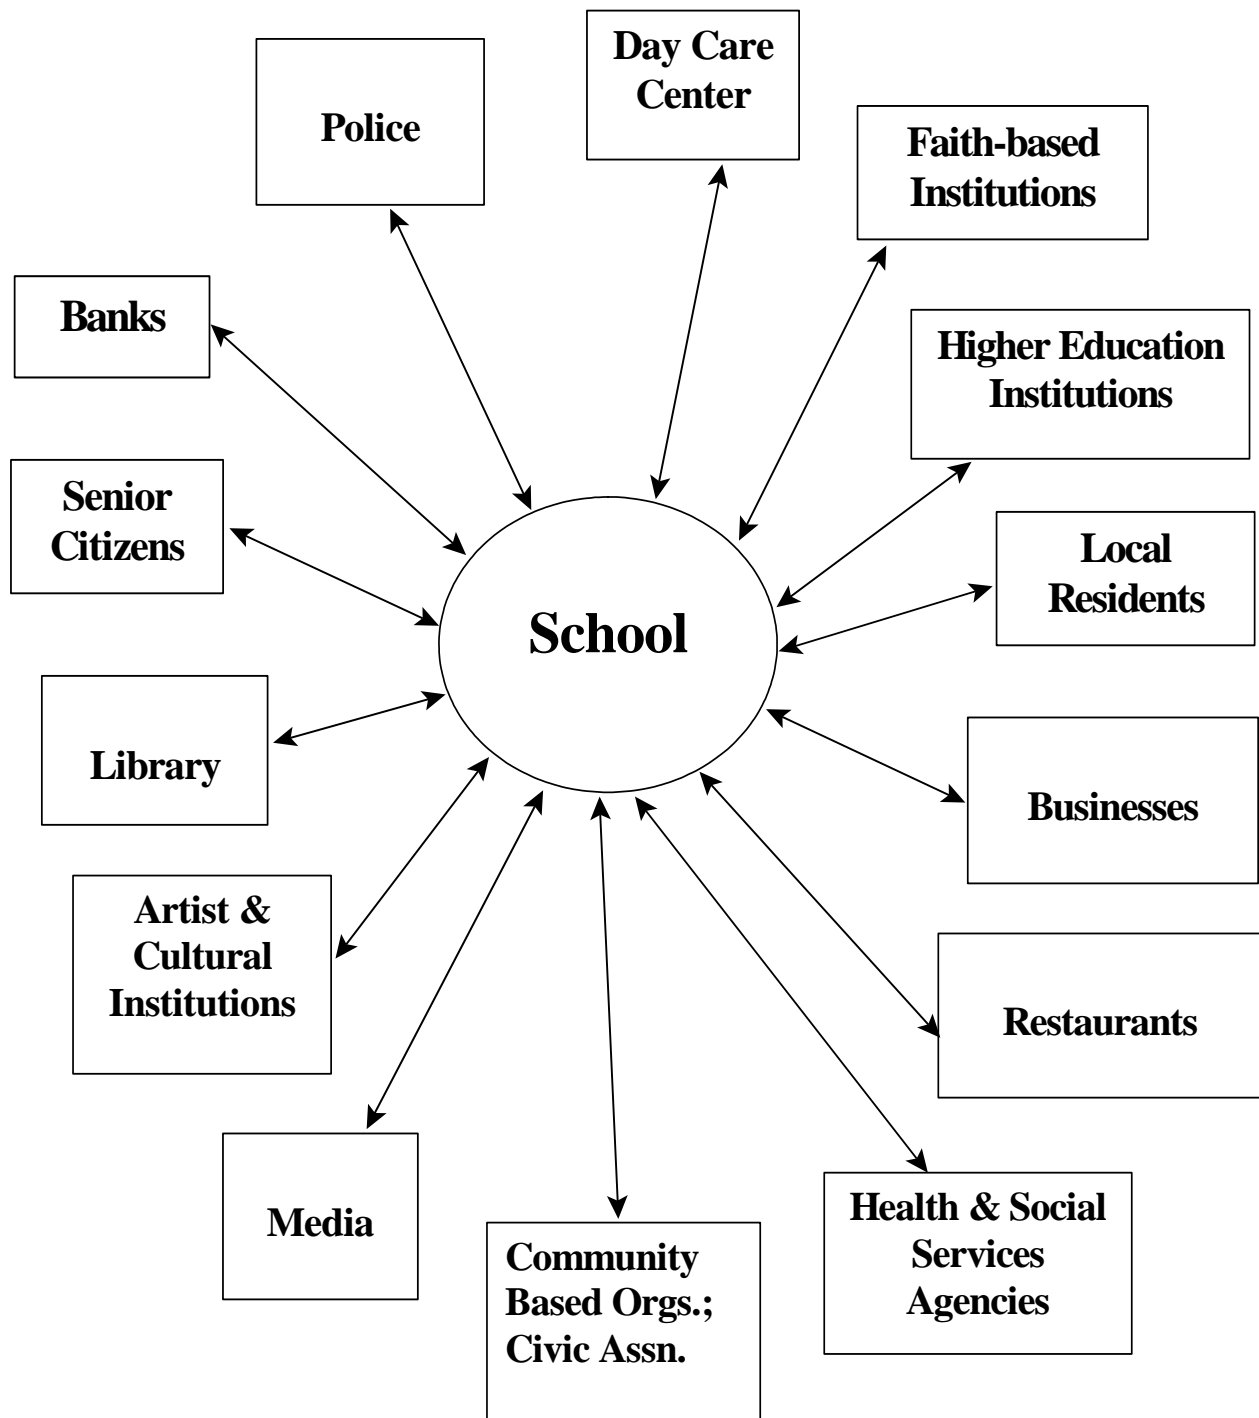 Day Care
Center
Police
Faith-based
Institutions
Banks
Higher Education
Institutions
Senior
Citizens
Local
Residents
School
Library
Businesses
Artist &
Cultural
Institutions
Restaurants
Media
Health & Social
Services
Agencies
Community
Based Orgs.;
Civic Assn.